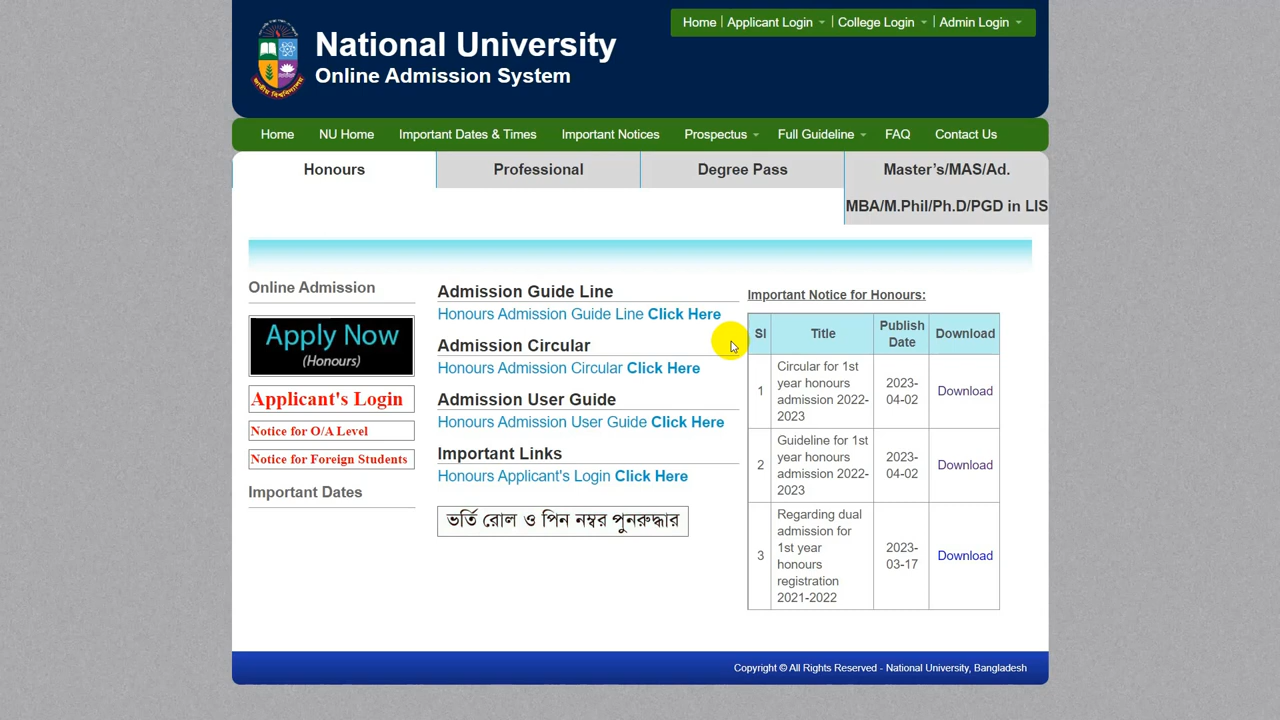 Home | Applicant Login | College Login | Admin Login
National University
Online Admission System
জাতীয় বিশ্ববিদ্যালয়
Home NU Home Important Dates & Times Important Notices Prospectus Full Guideline FAQ Contact Us
Honours Professional Degree Pass Master's/MAS/Ad.
MBA/M.Phil/Ph.D/PGD in LIS
Online Admission
Apply Now
(Honours)
Applicant's Login
Notice for O/A Level
Notice for Foreign Students
Important Dates
Admission Guide Line
Honours Admission Guide Line Click Here
Admission Circular
Honours Admission Circular Click Here
Admission User Guide
Honours Admission User Guide Click Here
Important Links
Honours Applicant's Login Click Here
ভর্তি রোল ও পিন নম্বর পুনরুদ্ধার
Important Notice for Honours:
Sl Title Publish Date Download
1 Circular for 1st year honours admission 2022-2023 2023-04-02 Download
2 Guideline for 1st year honours admission 2022-2023 2023-04-02 Download
3 Regarding dual admission for 1st year honours registration 2021-2022 2023-03-17 Download
Copyright © All Rights Reserved - National University, Bangladesh